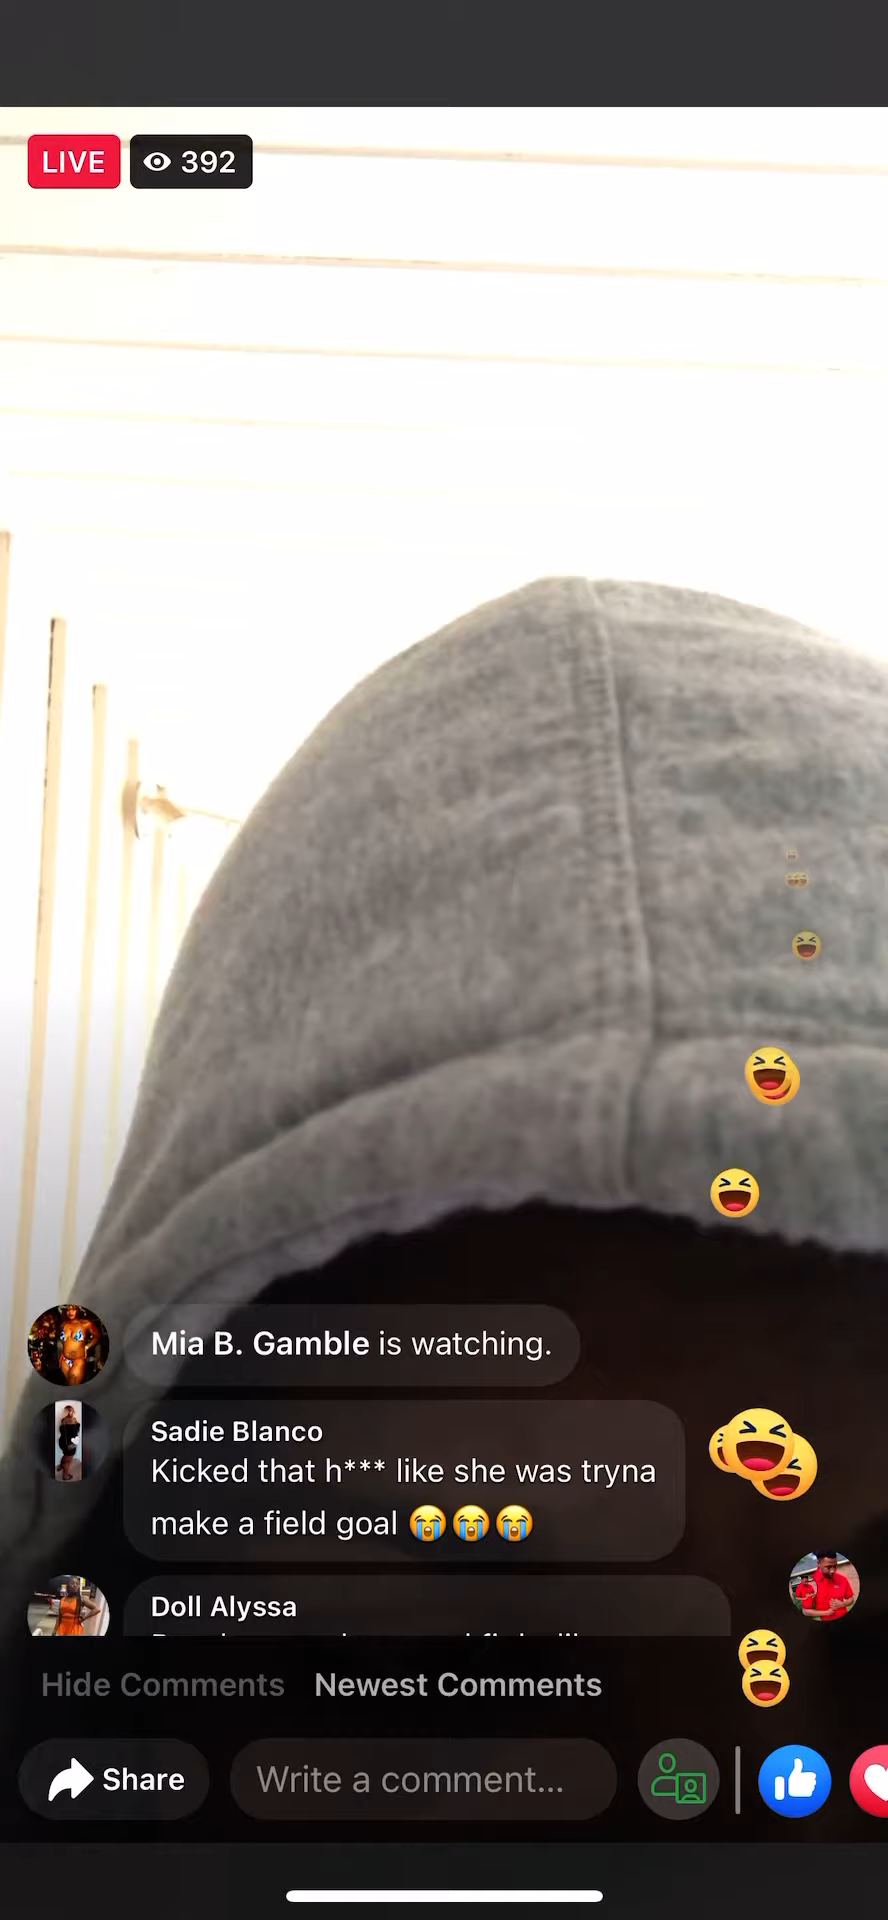 LIVE 392
Mia B. Gamble is watching.
Sadie Blanco
Kicked that h*** like she was tryna
make a field goal 😭😭😭
Doll Alyssa
Hide Comments Newest Comments
Share Write a comment...